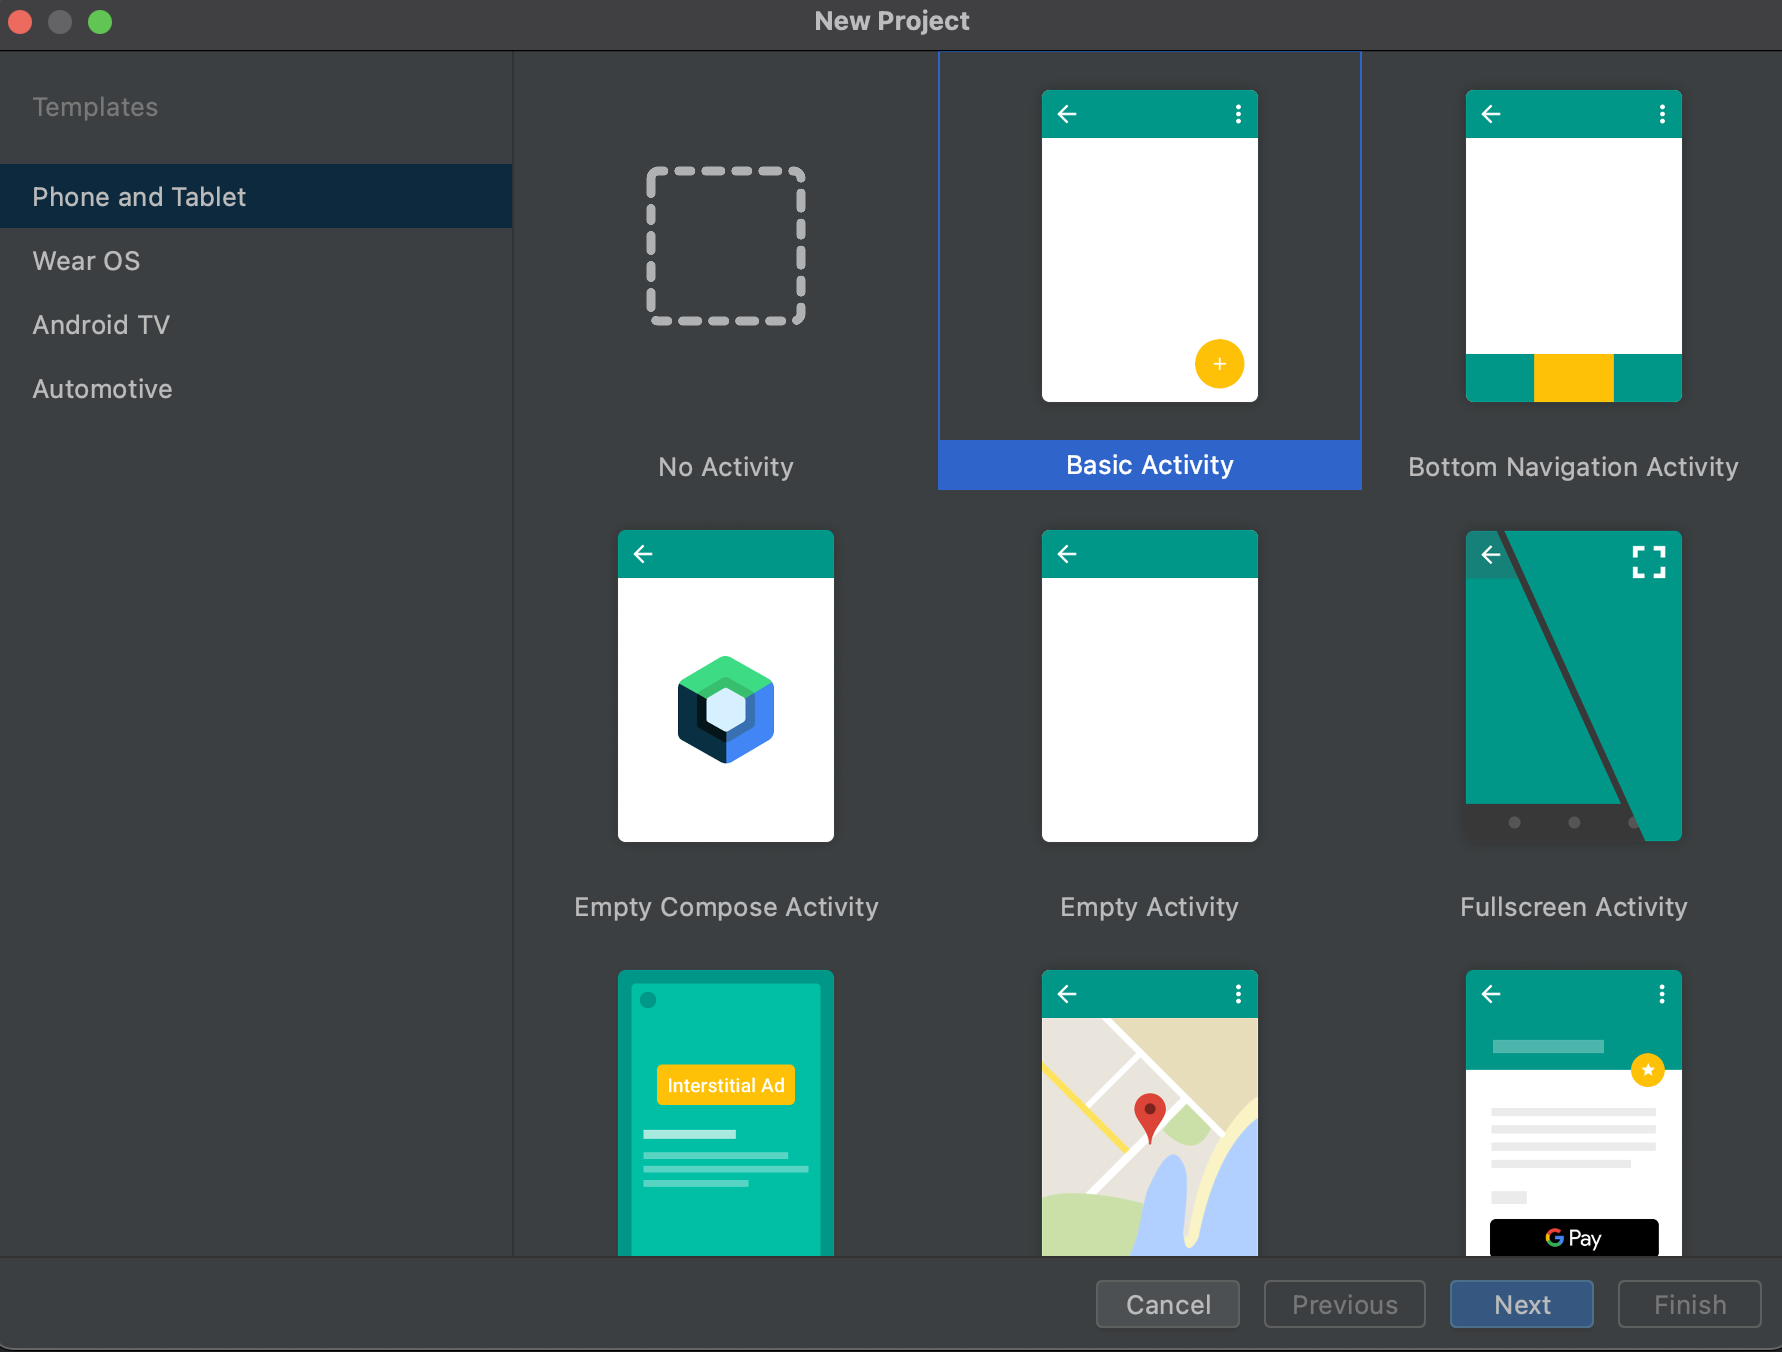 New Project
Templates
Phone and Tablet
Wear OS
Android TV
Automotive
No Activity
Basic Activity
Bottom Navigation Activity
Empty Compose Activity
Empty Activity
Fullscreen Activity
Interstitial Ad
G Pay
Cancel
Previous
Next
Finish